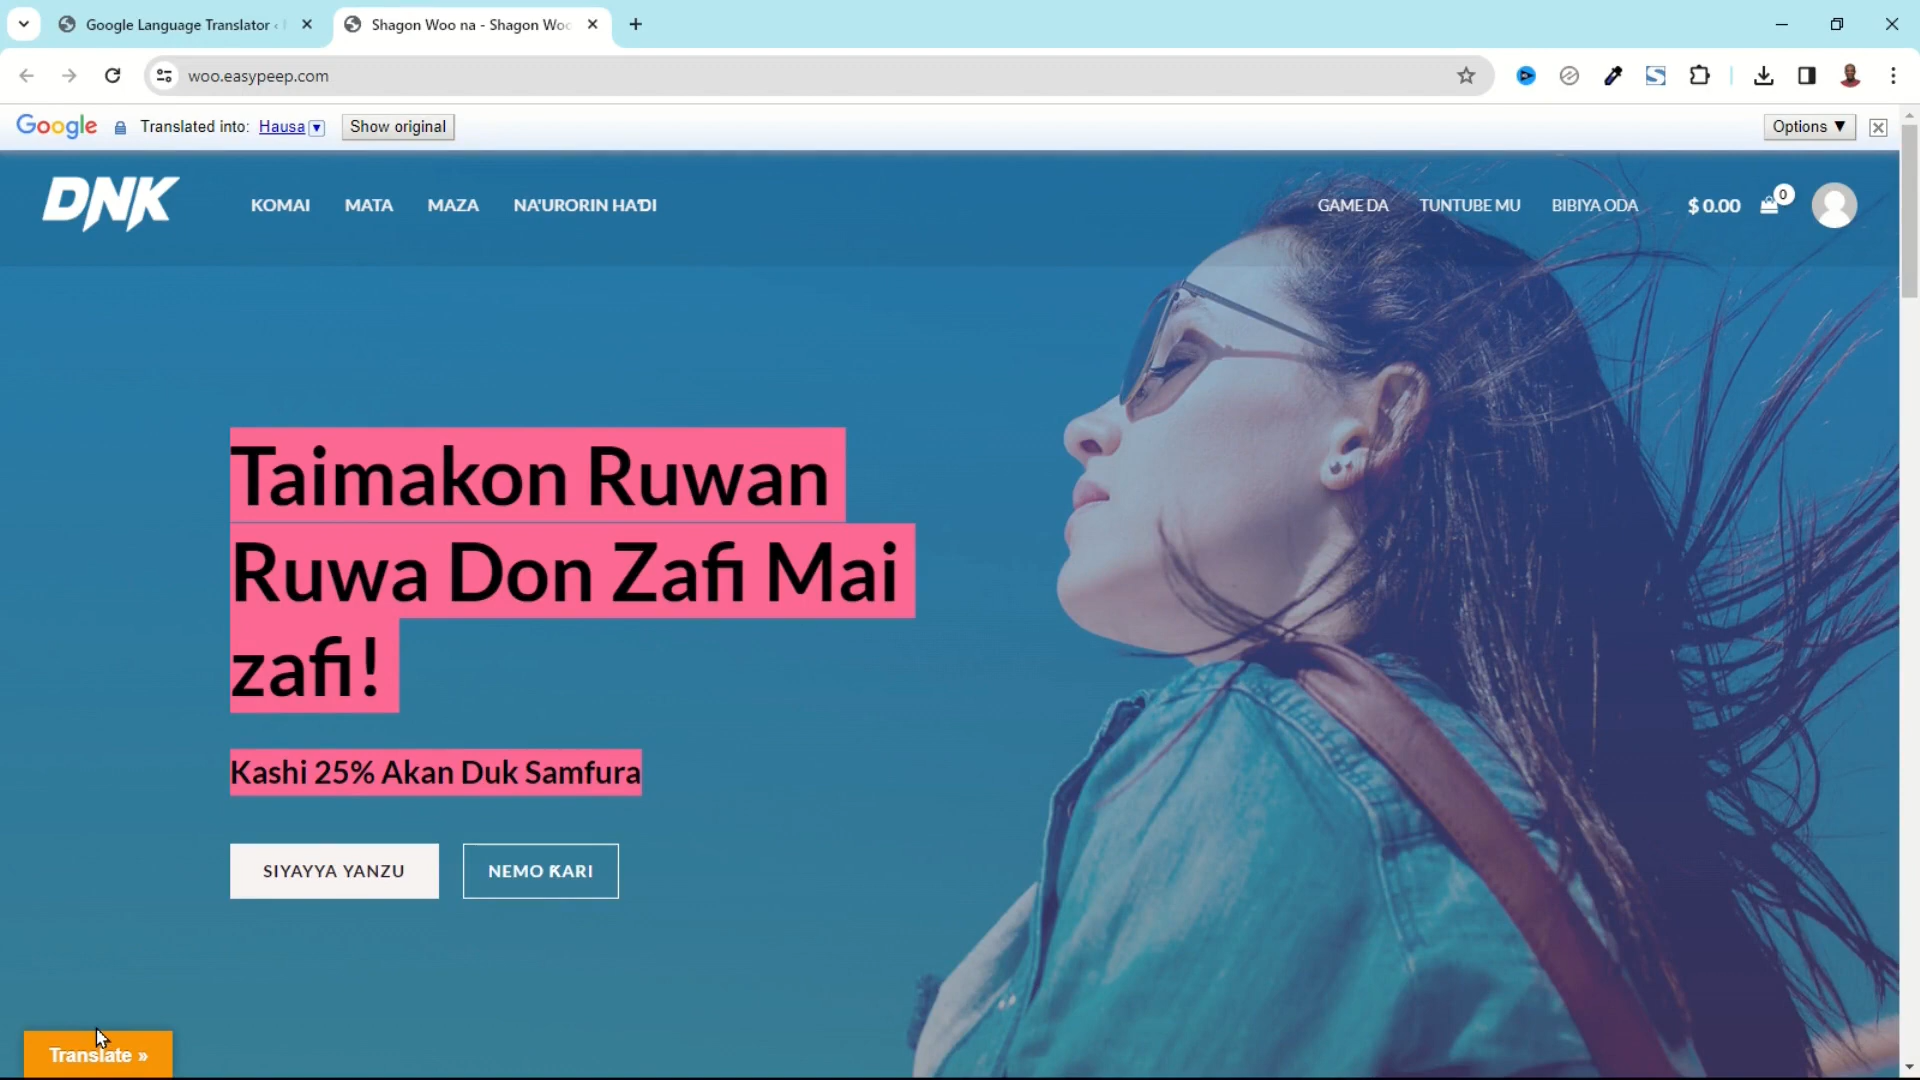 Google Language Translator ‹
Shagon Woo na - Shagon Woo
woo.easypeep.com
Google Translated into: Hausa Show original Options ▼
DNK KOMAI MATA MAZA NA'URORIN HAƊI GAME DA TUNTUBE MU BIBIYA ODA $ 0.00 0
Taimakon Ruwan
Ruwa Don Zafi Mai
zafi!
Kashi 25% Akan Duk Samfura
SIYAYYA YANZU NEMO ƘARI
Translate »